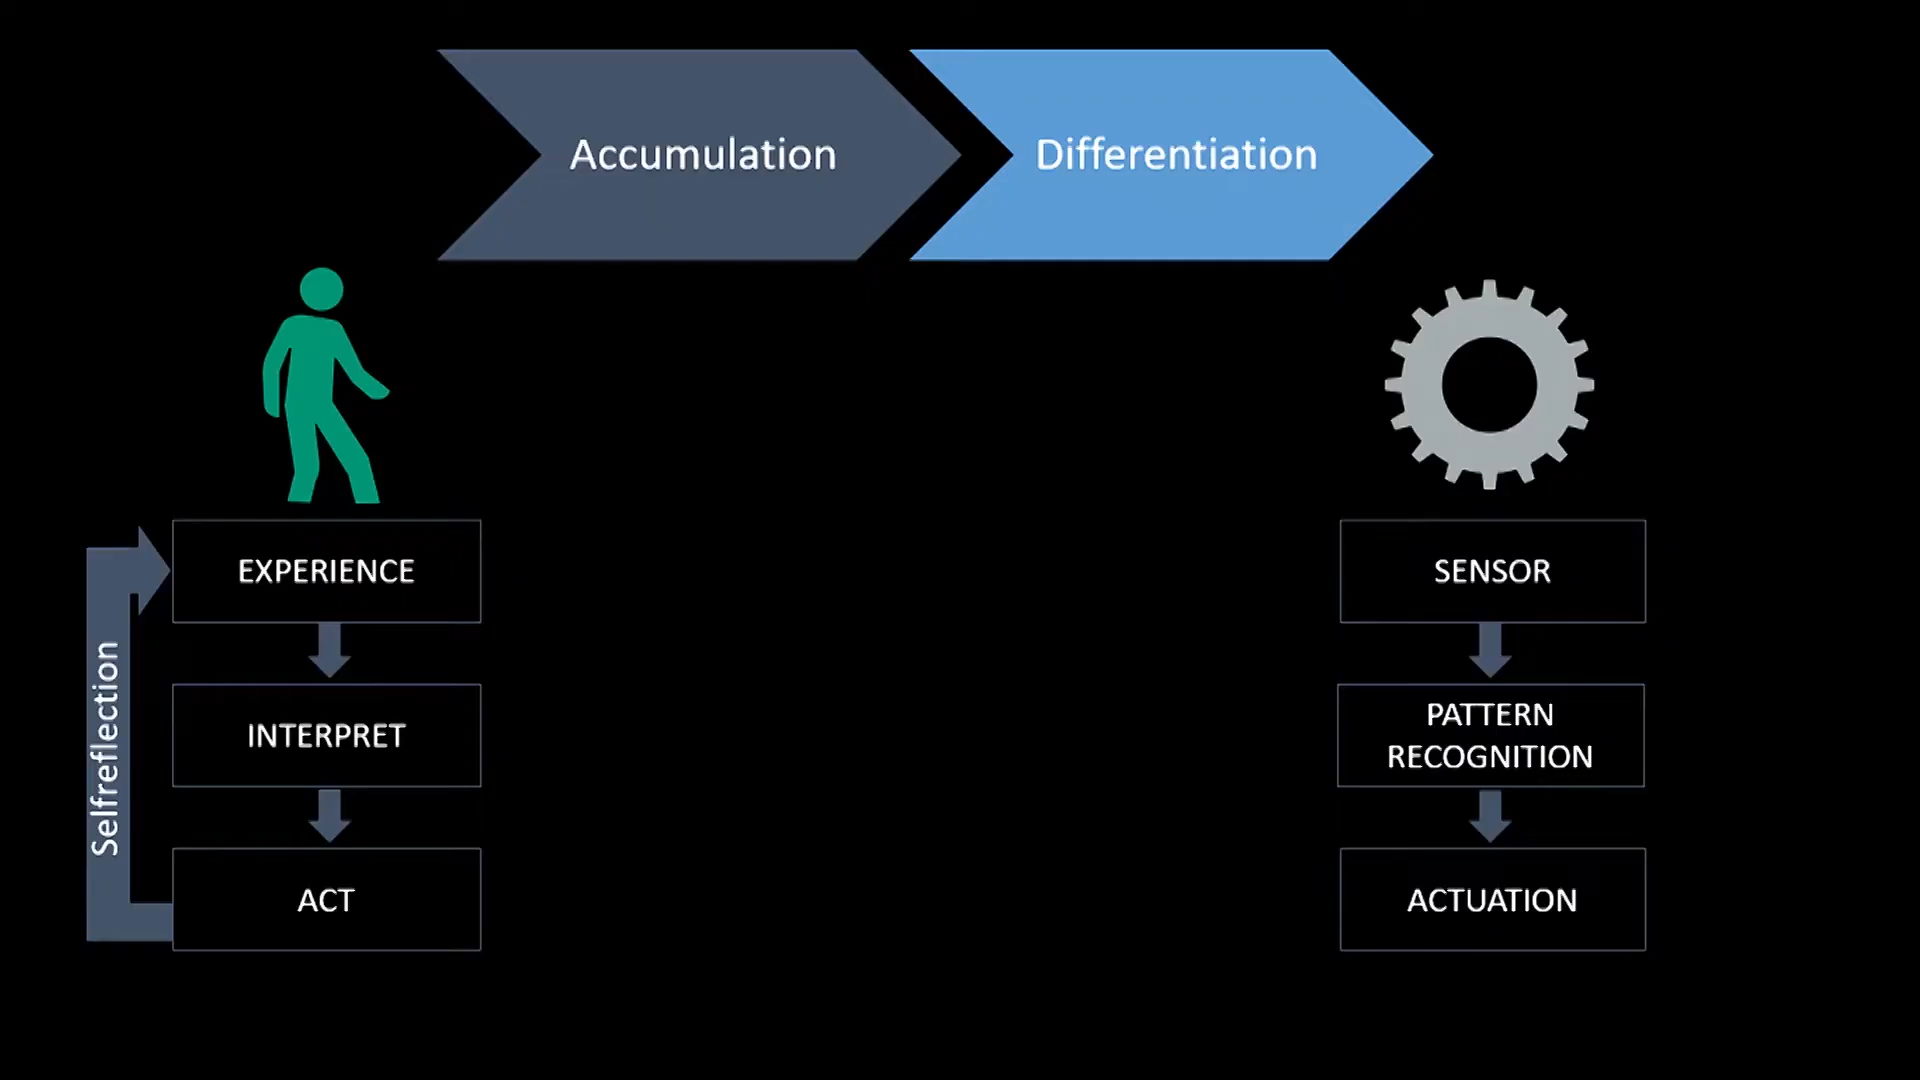 Accumulation
Differentiation
EXPERIENCE
INTERPRET
ACT
Selfreflection
SENSOR
PATTERN
RECOGNITION
ACTUATION